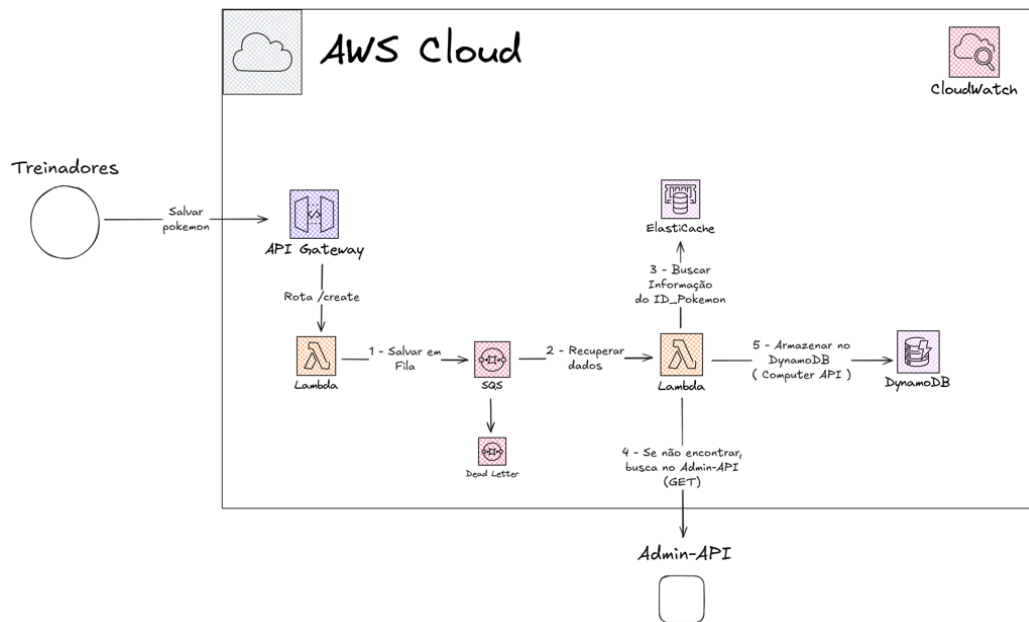 AWS Cloud
CloudWatch
Treinadores
Salvar
pokemon
API Gateway
Rota /create
Lambda
1 - Salvar em
Fila
SQS
Dead Letter
2 - Recuperar
dados
ElastiCache
3 - Buscar
Informação
do ID_Pokemon
Lambda
5 - Armazenar no
DynamoDB
( Computer API )
DynamoDB
4 - Se não encontrar,
busca no Admin-API
(GET)
Admin-API